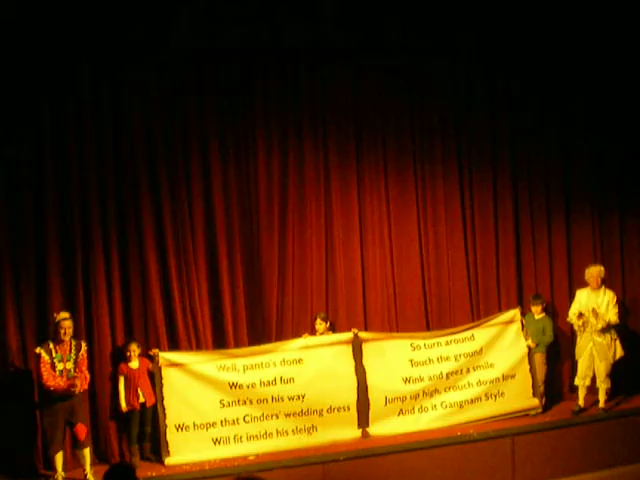 Well, panto's done
We've had fun
Santa's on his way
We hope that Cinders' wedding dress
Will fit inside his sleigh
So turn around
Touch the ground
Wink and geez a smile
Jump up high, crouch down low
And do it Gangnam Style